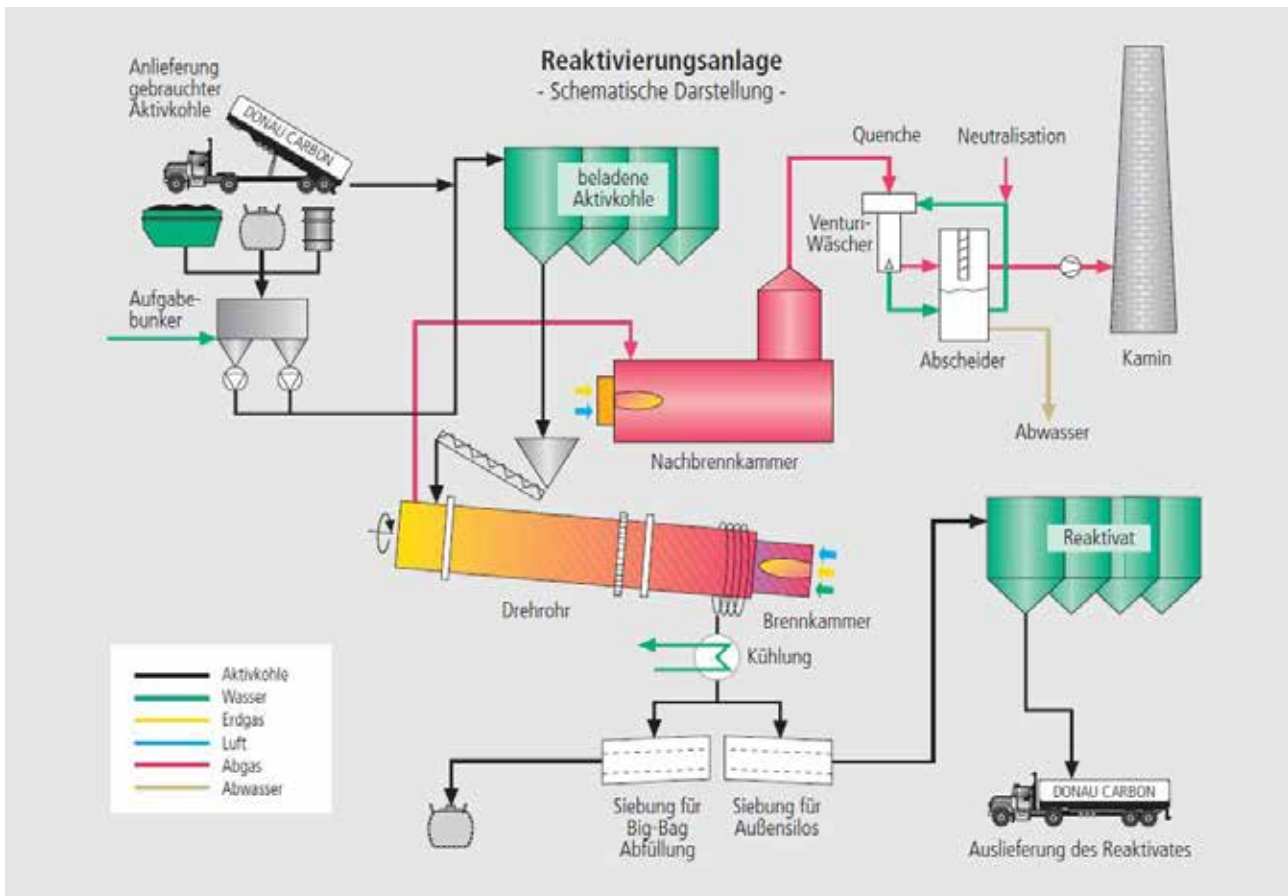 Reaktivierungsanlage
- Schematische Darstellung -
Anlieferung
gebrauchter
Aktivkohle
DONAU CARBON
beladene
Aktivkohle
Quenche
Neutralisation
Venturi-
Wäscher
Aufgabe-
bunker
Abscheider
Kamin
Abwasser
Nachbrennkammer
Reaktivat
Drehrohr
Brennkammer
Kühlung
Aktivkohle
Wasser
Erdgas
Luft
Abgas
Abwasser
Siebung für
Big-Bag
Abfüllung
Siebung für
Außensilos
DONAU CARBON
Auslieferung des Reaktivates